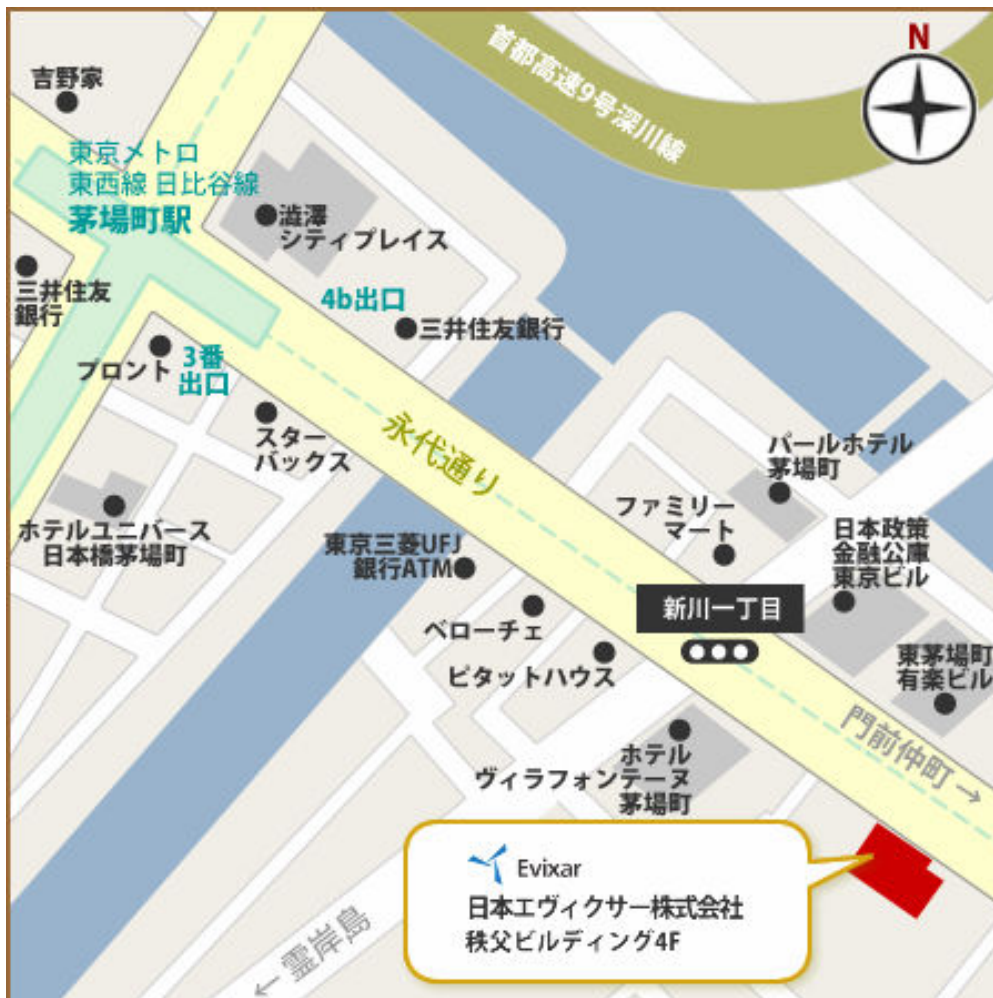 首都高速9号深川線
N
吉野家
東京メトロ
東西線 日比谷線
茅場町駅
澁澤
シティプレイス
三井住友
銀行
4b出口
三井住友銀行
プロント
3番
出口
スター
バックス
永代通り
パールホテル
茅場町
ホテルユニバース
日本橋茅場町
ファミリー
マート
日本政策
金融公庫
東京ビル
東京三菱UFJ
銀行ATM
新川一丁目
ベローチェ
ピタットハウス
東茅場町
有楽ビル
門前仲町 →
ホテル
ヴィラフォンテーヌ
茅場町
Evixar
日本エヴィクサー株式会社
秩父ビルディング4F
← 霊岸島